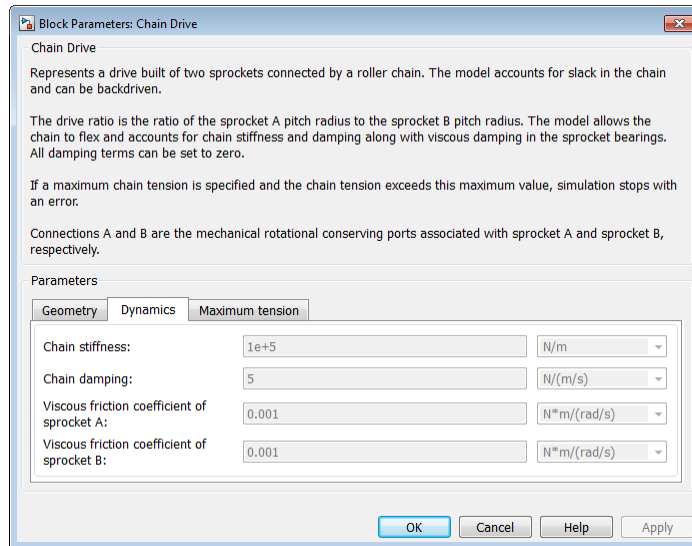 Block Parameters: Chain Drive
Chain Drive
Represents a drive built of two sprockets connected by a roller chain. The model accounts for slack in the chain
and can be backdriven.
The drive ratio is the ratio of the sprocket A pitch radius to the sprocket B pitch radius. The model allows the
chain to flex and accounts for chain stiffness and damping along with viscous damping in the sprocket bearings.
All damping terms can be set to zero.
If a maximum chain tension is specified and the chain tension exceeds this maximum value, simulation stops with
an error.
Connections A and B are the mechanical rotational conserving ports associated with sprocket A and sprocket B,
respectively.
Parameters
Geometry Dynamics Maximum tension
Chain stiffness: 1e+5 N/m
Chain damping: 5 N/(m/s)
Viscous friction coefficient of
sprocket A: 0.001 N*m/(rad/s)
Viscous friction coefficient of
sprocket B: 0.001 N*m/(rad/s)
OK Cancel Help Apply